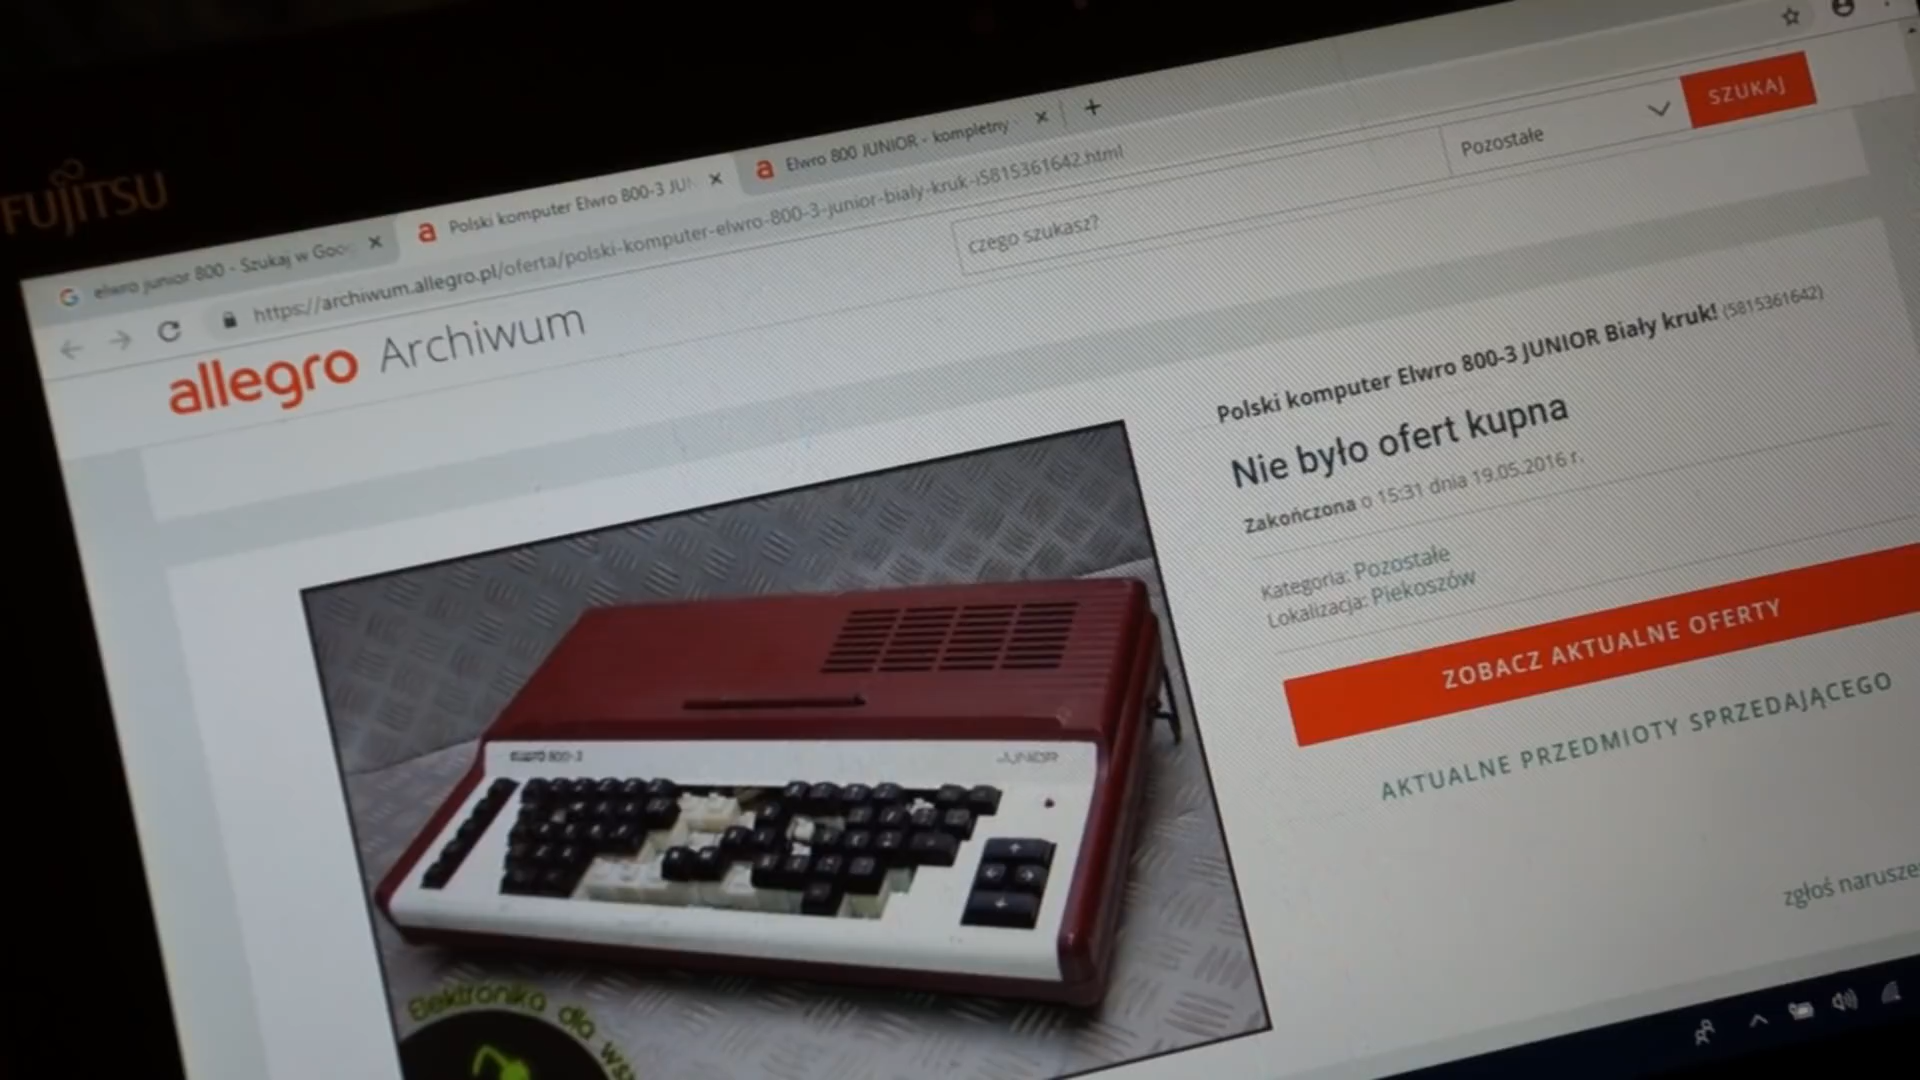 FUJITSU
elwro junior 800 - Szukaj w Goo
Polski komputer Elwro 800-3 JU
Elwro 800 JUNIOR - kompletny
https://archiwum.allegro.pl/oferta/polski-komputer-elwro-800-3-junior-bialy-kruk-i5815361642.html
allegro Archiwum
czego szukasz?
Pozostałe
SZUKAJ
Polski komputer Elwro 800-3 JUNIOR Biały kruk! (5815361642)
Nie było ofert kupna
Zakończona o 15:31 dnia 19.05.2016 r.
Kategoria: Pozostałe
Lokalizacja: Piekoszów
ZOBACZ AKTUALNE OFERTY
AKTUALNE PRZEDMIOTY SPRZEDAJĄCEGO
zgłoś narusze
elwro 800-3
JUNIOR
Elektronika dla wsz